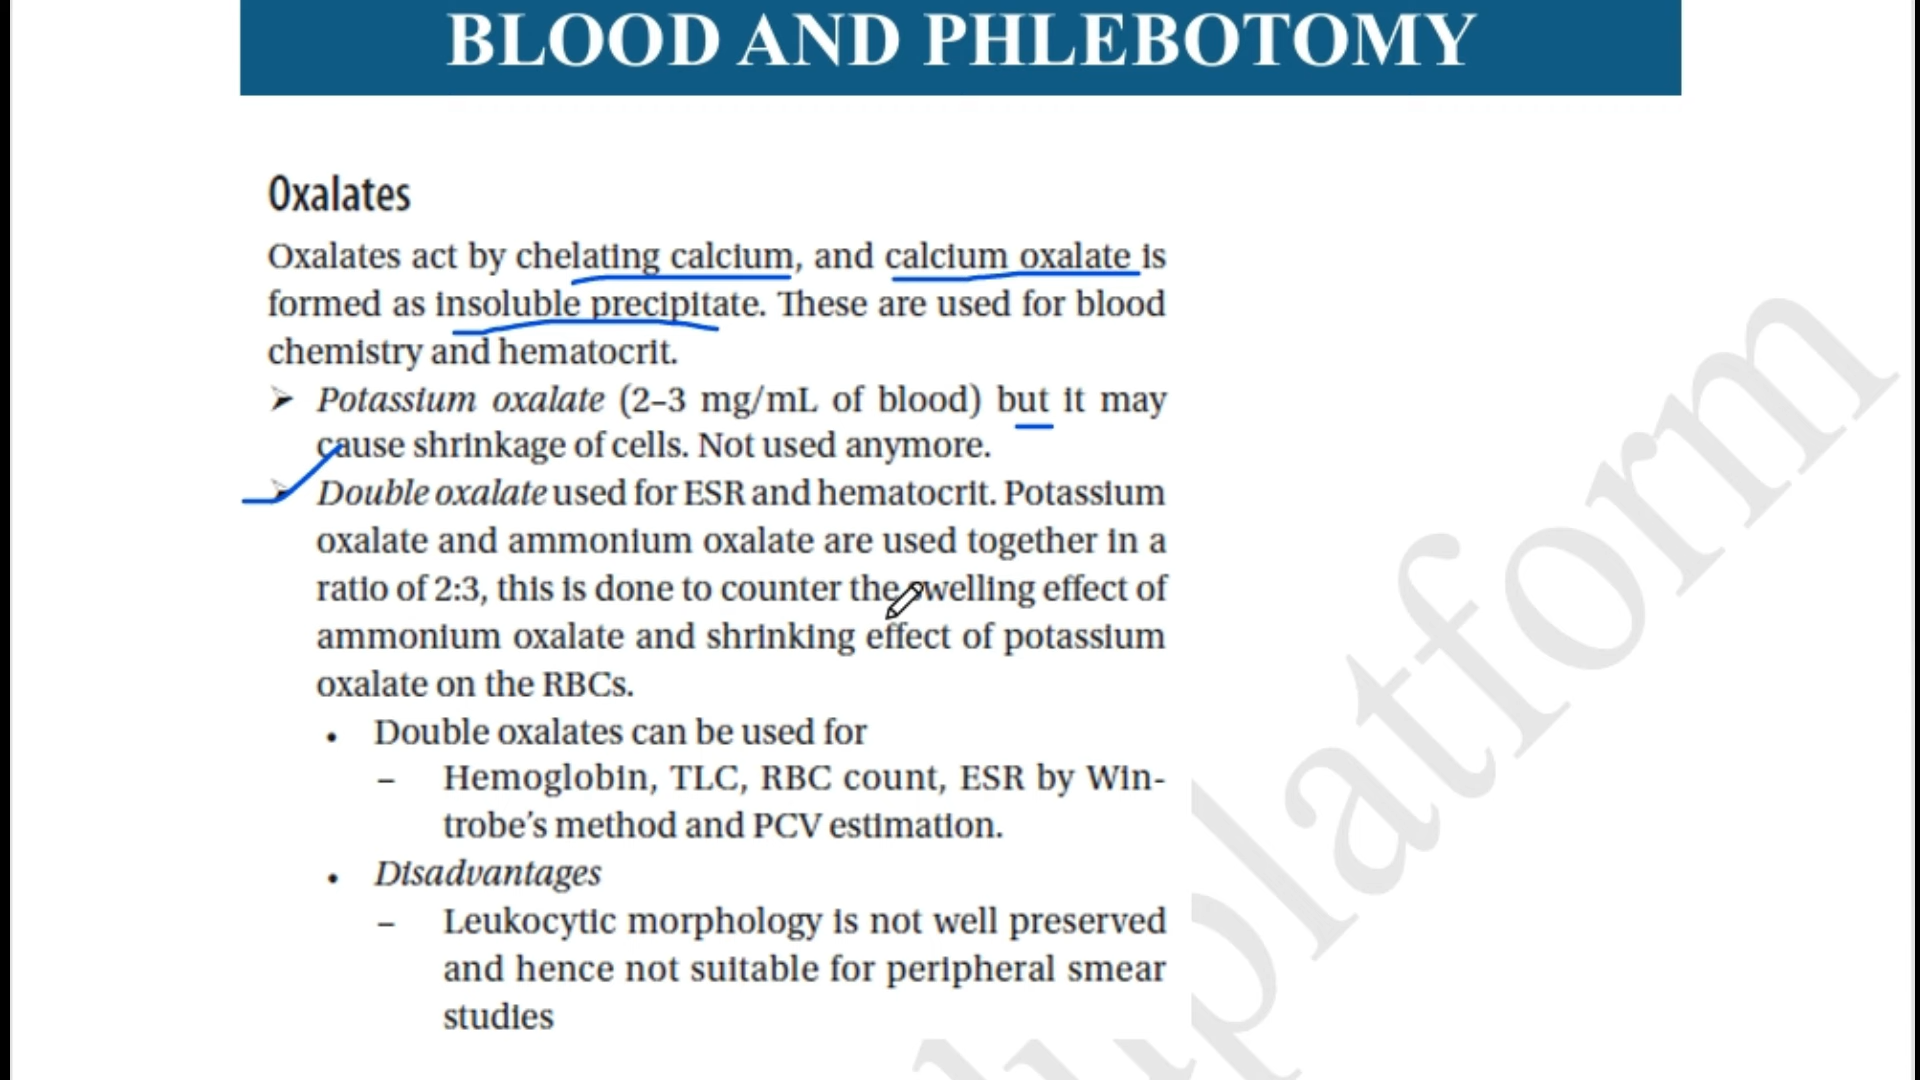 BLOOD AND PHLEBOTOMY
Oxalates
Oxalates act by chelating calcium, and calcium oxalate is
formed as insoluble precipitate. These are used for blood
chemistry and hematocrit.
➤ Potassium oxalate (2–3 mg/mL of blood) but it may
cause shrinkage of cells. Not used anymore.
➤ Double oxalate used for ESR and hematocrit. Potassium
oxalate and ammonium oxalate are used together in a
ratio of 2:3, this is done to counter the swelling effect of
ammonium oxalate and shrinking effect of potassium
oxalate on the RBCs.
• Double oxalates can be used for
– Hemoglobin, TLC, RBC count, ESR by Win-
trobe's method and PCV estimation.
• Disadvantages
– Leukocytic morphology is not well preserved
and hence not suitable for peripheral smear
studies
platform